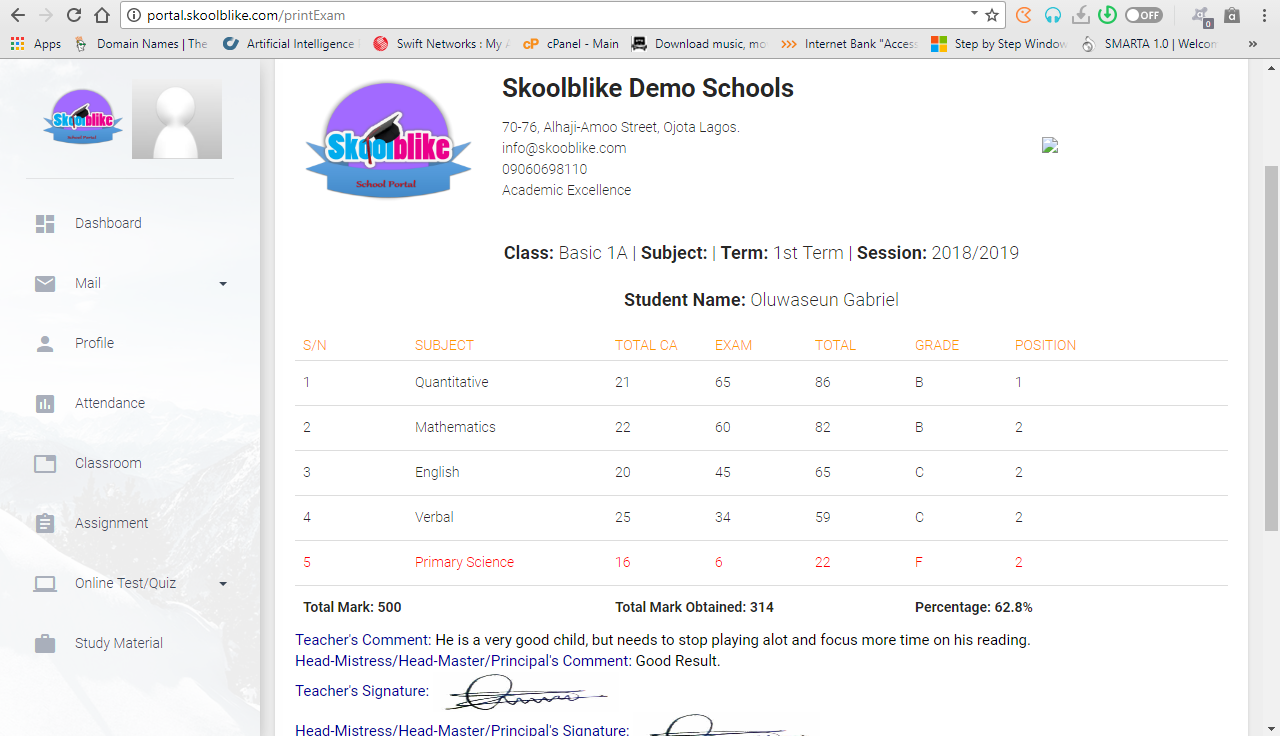 portal.skoolblike.com/printExam
OFF
0
Apps
Domain Names | The
Artificial Intelligence
Swift Networks : My A
cPanel - Main
Download music, mo
Internet Bank "Acces
Step by Step Window
SMARTA 1.0 | Welcom
»
Skoolblike
School Portal
Dashboard
Mail
Profile
Attendance
Classroom
Assignment
Online Test/Quiz
Study Material
Skoolblike
School Portal
Skoolblike Demo Schools
70-76, Alhaji-Amoo Street, Ojota Lagos.
info@skooblike.com
09060698110
Academic Excellence
Class: Basic 1A | Subject: | Term: 1st Term | Session: 2018/2019
Student Name: Oluwaseun Gabriel
S/N SUBJECT TOTAL CA EXAM TOTAL GRADE POSITION
1 Quantitative 21 65 86 B 1
2 Mathematics 22 60 82 B 2
3 English 20 45 65 C 2
4 Verbal 25 34 59 C 2
5 Primary Science 16 6 22 F 2
Total Mark: 500 Total Mark Obtained: 314 Percentage: 62.8%
Teacher's Comment: He is a very good child, but needs to stop playing alot and focus more time on his reading.
Head-Mistress/Head-Master/Principal's Comment: Good Result.
Teacher's Signature:
Head-Mistress/Head-Master/Principal's Signature: